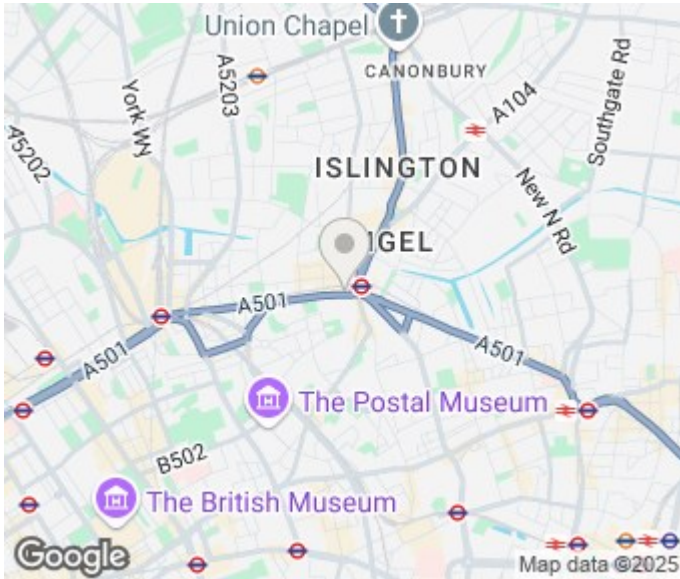 Union Chapel
CANONBURY
A5203
A104
York Wy
Southgate Rd
A5202
ISLINGTON
New N Rd
NGEL
A501
A501
A501
The Postal Museum
B502
The British Museum
Google
Map data ©2025